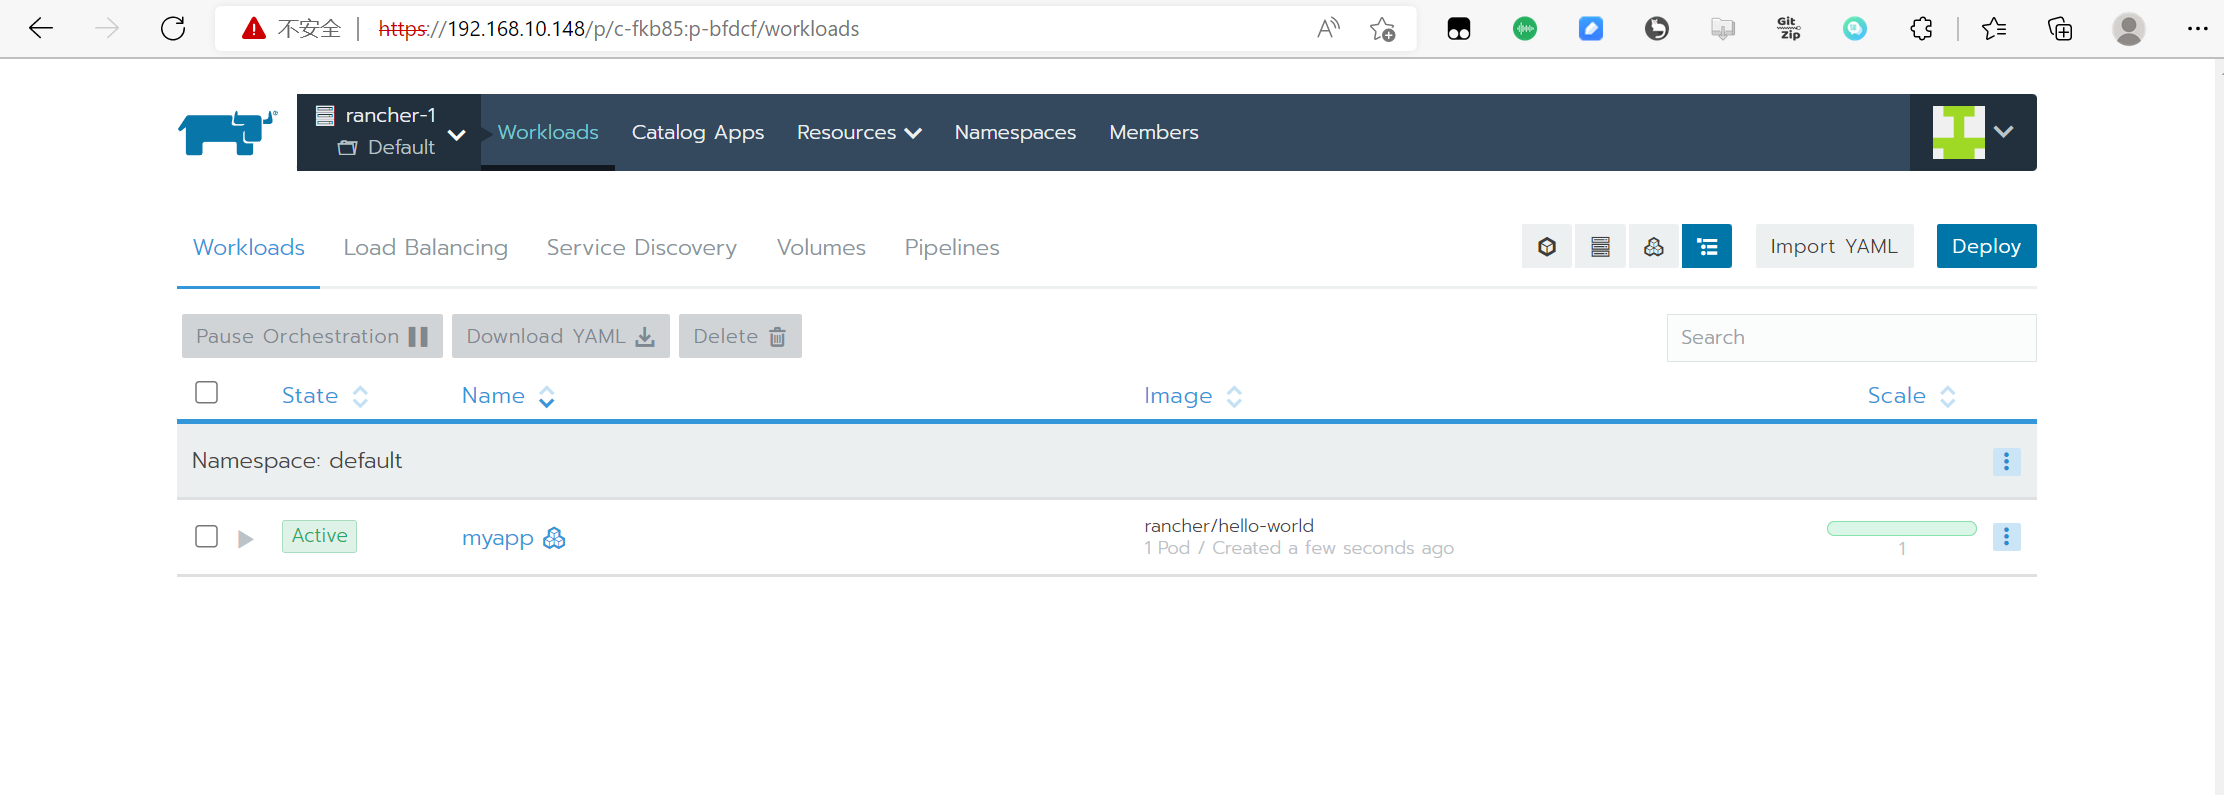 不安全 https://192.168.10.148/p/c-fkb85:p-bfdcf/workloads
Git Zip
rancher-1
Default
Workloads Catalog Apps Resources Namespaces Members
Workloads Load Balancing Service Discovery Volumes Pipelines Import YAML Deploy
Pause Orchestration Download YAML Delete Search
State Name Image Scale
Namespace: default
Active myapp rancher/hello-world
1 Pod / Created a few seconds ago 1